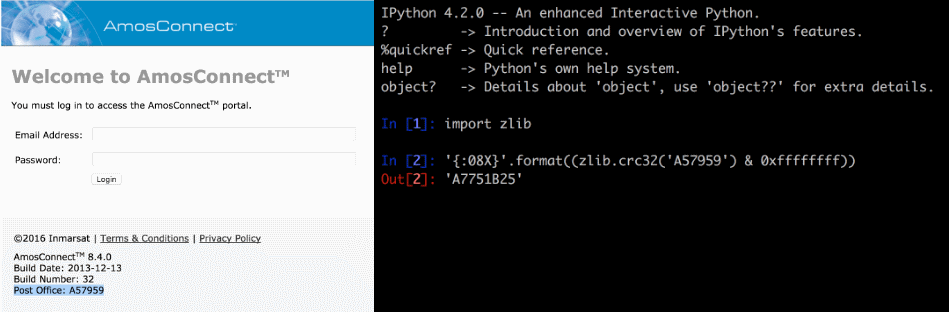 AmosConnect™
Welcome to AmosConnect™
You must log in to access the AmosConnect™ portal.
Email Address:
Password:
Login
©2016 Inmarsat | Terms & Conditions | Privacy Policy
AmosConnect™ 8.4.0
Build Date: 2013-12-13
Build Number: 32
Post Office: A57959
IPython 4.2.0 -- An enhanced Interactive Python.
?         -> Introduction and overview of IPython's features.
%quickref -> Quick reference.
help      -> Python's own help system.
object?   -> Details about 'object', use 'object??' for extra details.
In [1]: import zlib
In [2]: '{:08X}'.format((zlib.crc32('A57959') & 0xffffffff))
Out[2]: 'A7751B25'